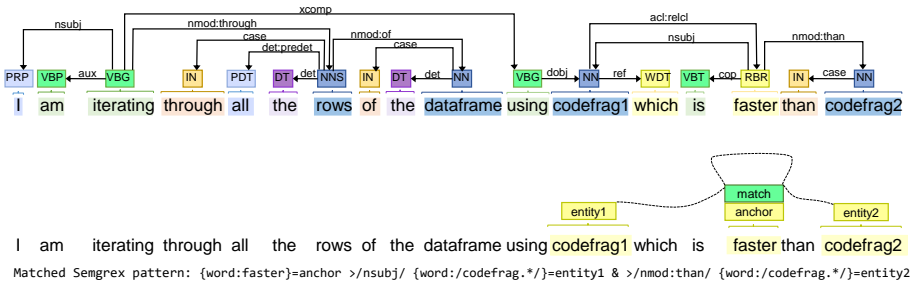 xcomp
nsubj nmod:through acl:relcl
case nmod:of nsubj
det:predet case nmod:than
PRP VBP aux VBG IN PDT DT det NNS IN DT det NN VBG dobj NN ref WDT VBT cop RBR IN case NN
I am iterating through all the rows of the dataframe using codefrag1 which is faster than codefrag2
match
entity1 anchor entity2
I am iterating through all the rows of the dataframe using codefrag1 which is faster than codefrag2
Matched Semgrex pattern: {word:faster}=anchor >/nsubj/ {word:/codefrag.*/}=entity1 & >/nmod:than/ {word:/codefrag.*/}=entity2